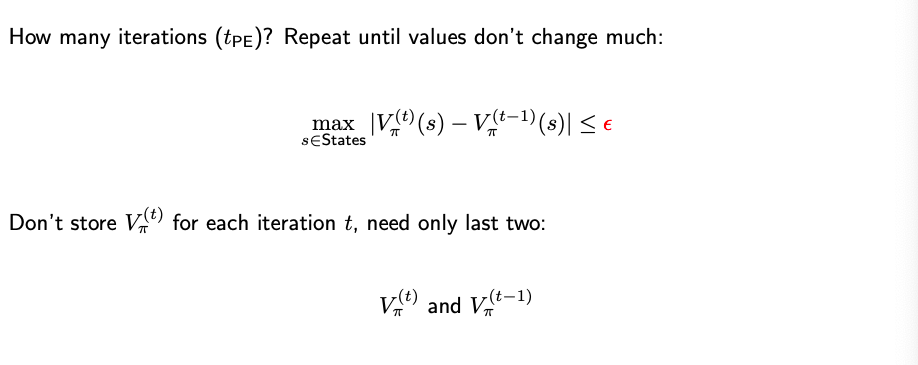 How many iterations (t_PE)? Repeat until values don't change much:
max_{s∈States} |V_π^{(t)}(s) − V_π^{(t−1)}(s)| ≤ ϵ
Don't store V_π^{(t)} for each iteration t, need only last two:
V_π^{(t)} and V_π^{(t−1)}